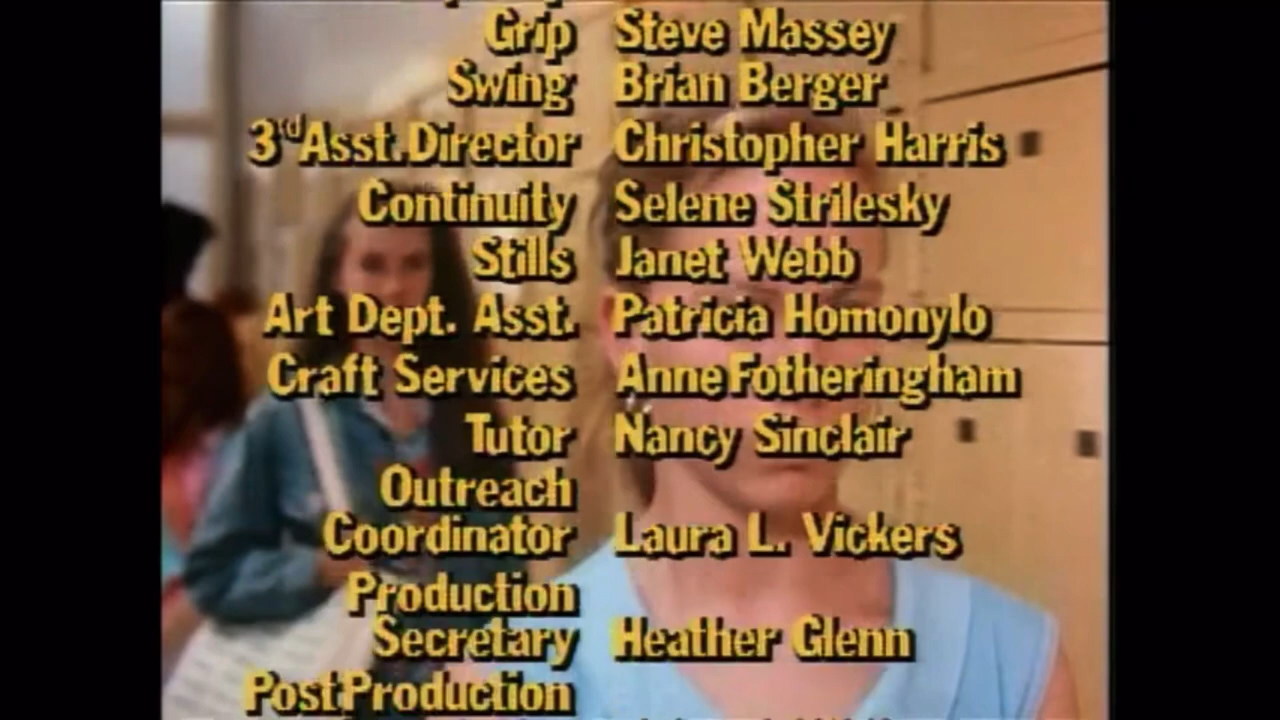 Grip Steve Massey
Swing Brian Berger
3rd Asst. Director Christopher Harris
Continuity Selene Strilesky
Stills Janet Webb
Art Dept. Asst. Patricia Homonylo
Craft Services Anne Fotheringham
Tutor Nancy Sinclair
Outreach
Coordinator Laura L. Vickers
Production
Secretary Heather Glenn
Post Production